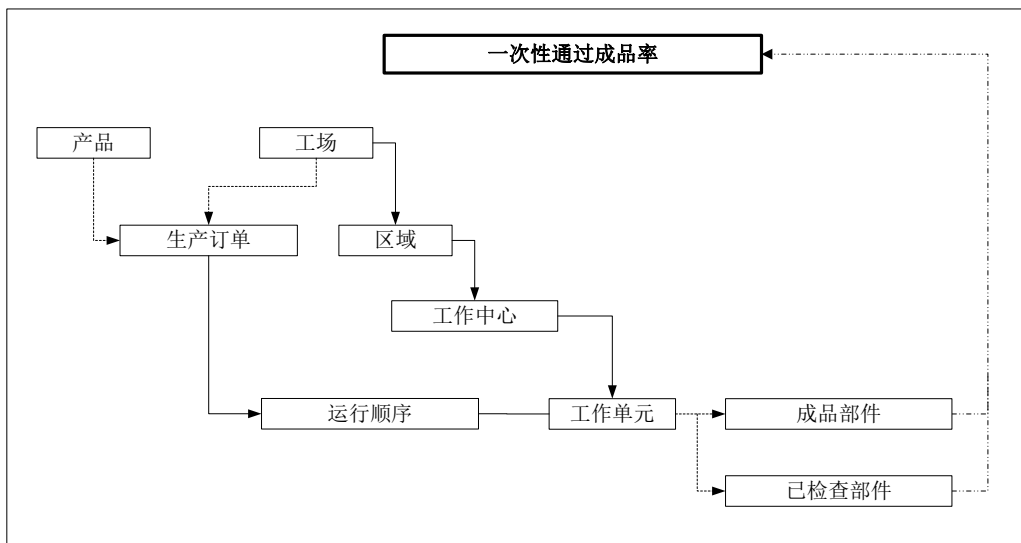 一次性通过成品率
产品
工场
生产订单
区域
工作中心
运行顺序
工作单元
成品部件
已检查部件